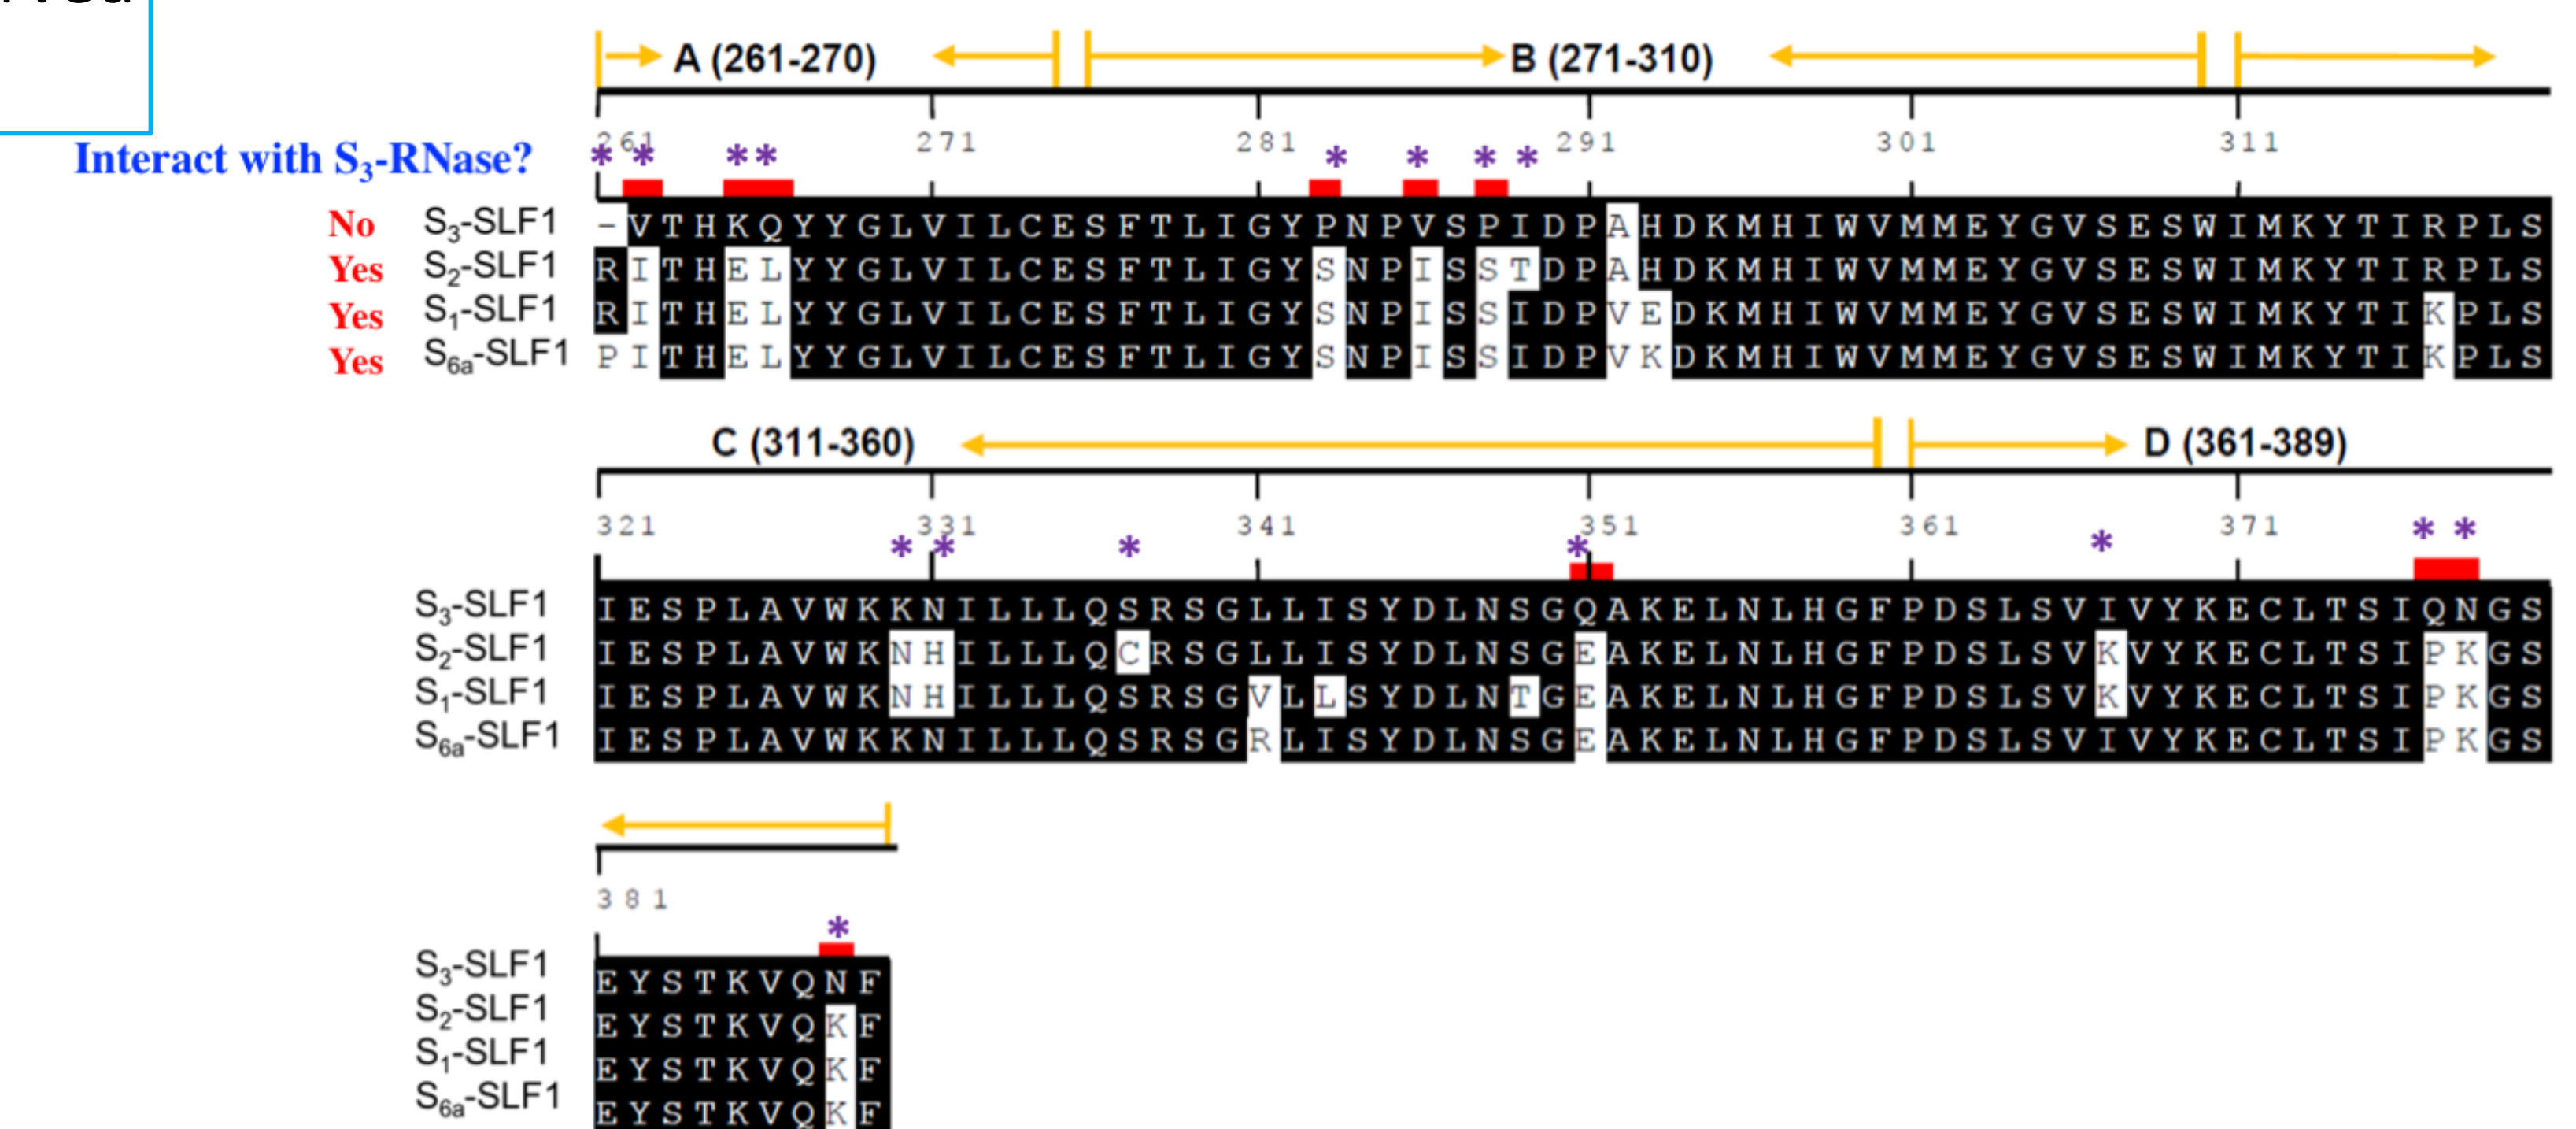 A (261-270) B (271-310)
261 271 281 291 301 311
Interact with S3-RNase? * * * * * * * *
No S3-SLF1 -VTHKQYYGLVILCESFTLIGYPNPVSPIDPAHDKMHIWVMMEYGVSESWIMKYTIRPLS
Yes S2-SLF1 RITHELYYGLVILCESFTLIGYSNPISSTDPAHDKMHIWVMMEYGVSESWIMKYTIRPLS
Yes S1-SLF1 RITHELYYGLVILCESFTLIGYSNPISSIDPVEDKMHIWVMMEYGVSESWIMKYTIKPLS
Yes S6a-SLF1 PITHELYYGLVILCESFTLIGYSNPISSIDPVKDKMHIWVMMEYGVSESWIMKYTIKPLS
C (311-360) D (361-389)
321 331 341 351 361 371
* * * * * * *
S3-SLF1 IESPLAVWKKNILLLQSRSGLLISYDLNSGQAKELNLHGFPDSLSVIVYKECLTSIQNGS
S2-SLF1 IESPLAVWKNHILLLQCRSGLLISYDLNSGEAKELNLHGFPDSLSVKVYKECLTSIPKGS
S1-SLF1 IESPLAVWKNHILLLQSRSGVLLSYDLNTGEAKELNLHGFPDSLSVKVYKECLTSIPKGS
S6a-SLF1 IESPLAVWKKNILLLQSRSGRLISYDLNSGEAKELNLHGFPDSLSVIVYKECLTSIPKGS
381
*
S3-SLF1 EYSTKVQNF
S2-SLF1 EYSTKVQKF
S1-SLF1 EYSTKVQKF
S6a-SLF1 EYSTKVQKF